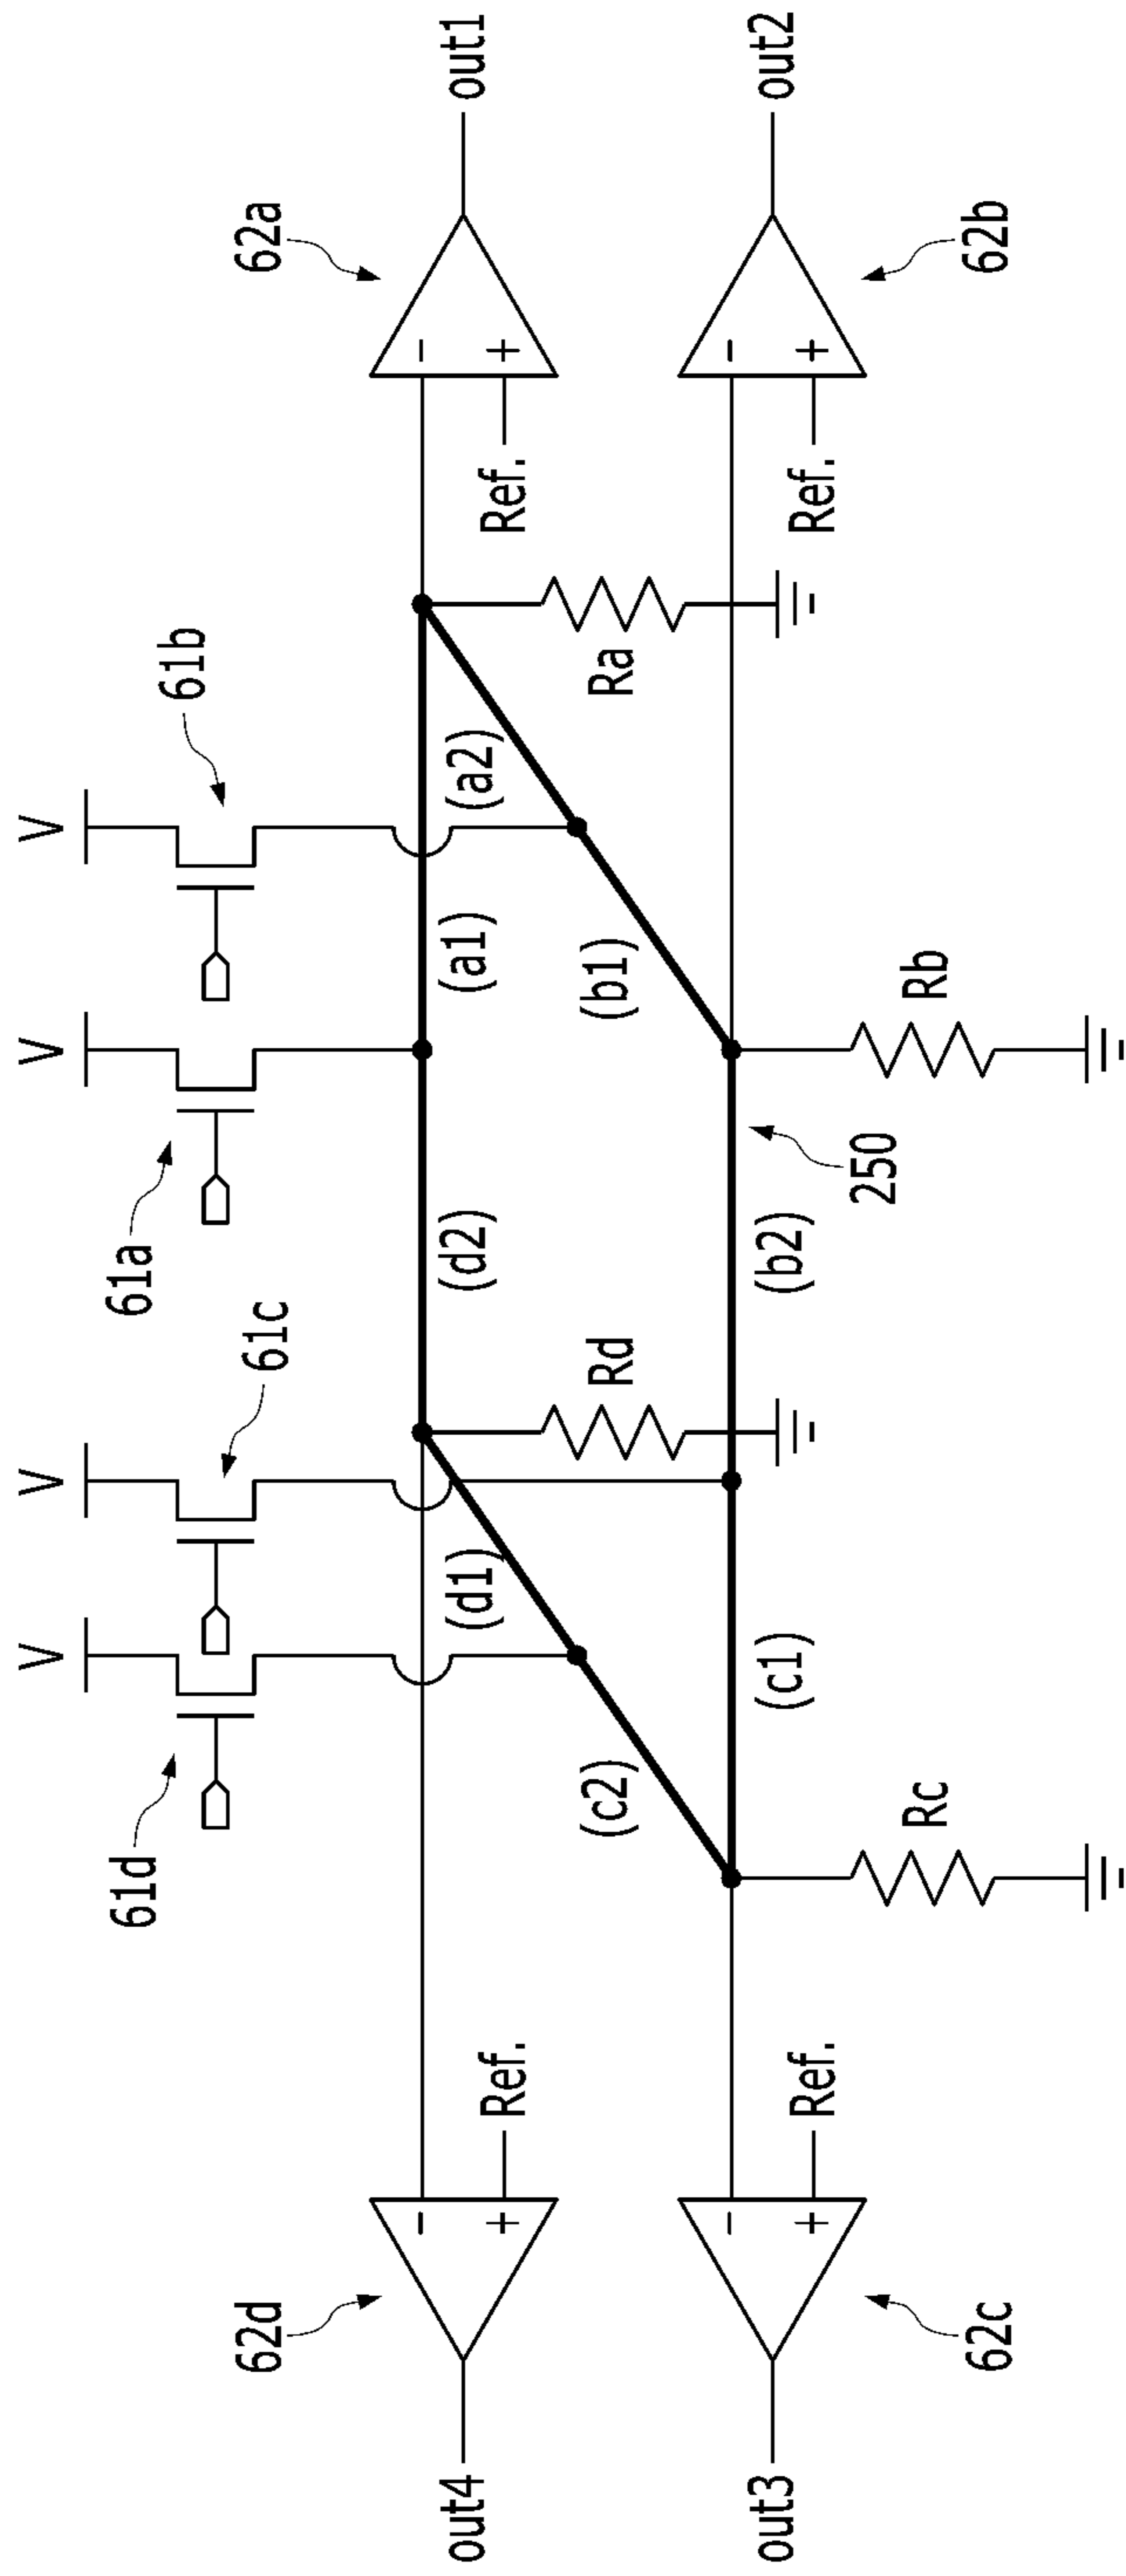 out1
out2
62a
62b
-
+
-
+
Ref.
Ref.
61b
Ra
V
(a2)
(a1)
(b1)
Rb
V
61a
250
61c
(d2)
(b2)
Rd
V
V
(d1)
(c1)
(c2)
Rc
61d
Ref.
Ref.
-
+
-
+
62d
62c
out4
out3